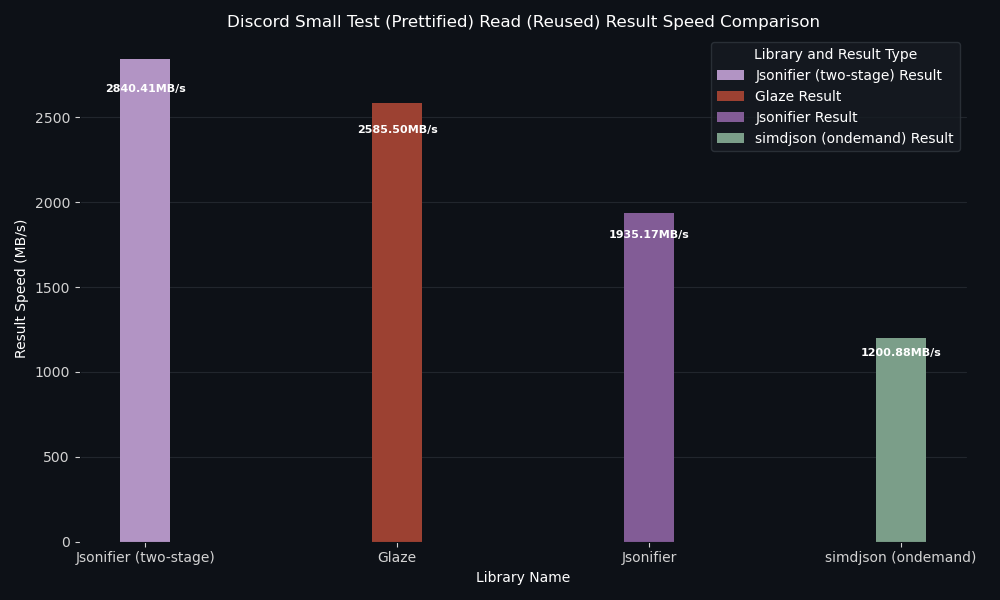 Discord Small Test (Prettified) Read (Reused) Result Speed Comparison
Library and Result Type
Jsonifier (two-stage) Result
Glaze Result
Jsonifier Result
simdjson (ondemand) Result
2840.41MB/s
2585.50MB/s
1935.17MB/s
1200.88MB/s
Result Speed (MB/s)
2500
2000
1500
1000
500
0
Jsonifier (two-stage)
Glaze
Jsonifier
simdjson (ondemand)
Library Name